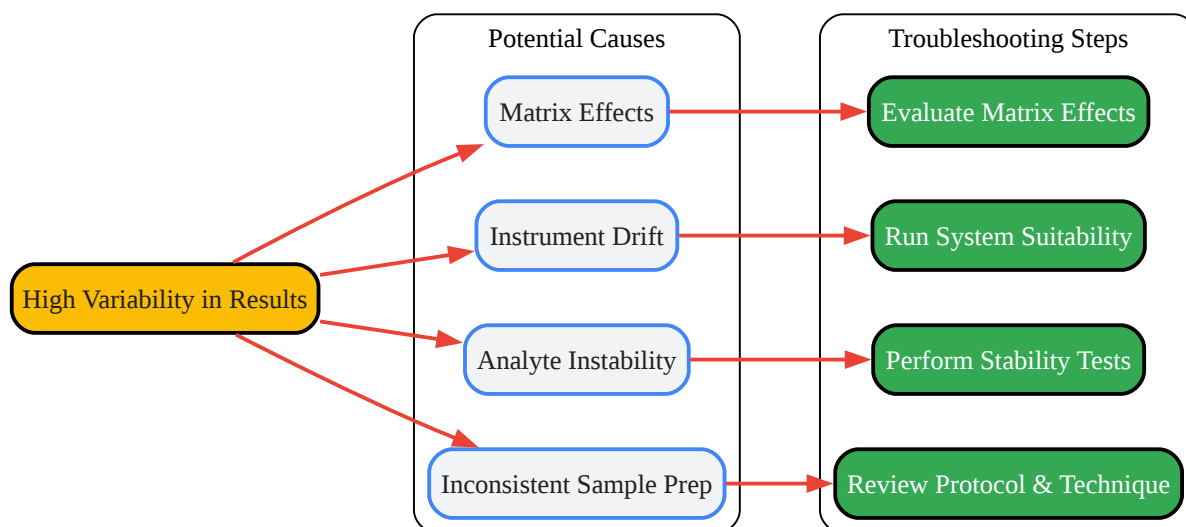 Potential Causes
Troubleshooting Steps
Matrix Effects
Evaluate Matrix Effects
Instrument Drift
Run System Suitability
High Variability in Results
Analyte Instability
Perform Stability Tests
Inconsistent Sample Prep
Review Protocol & Technique